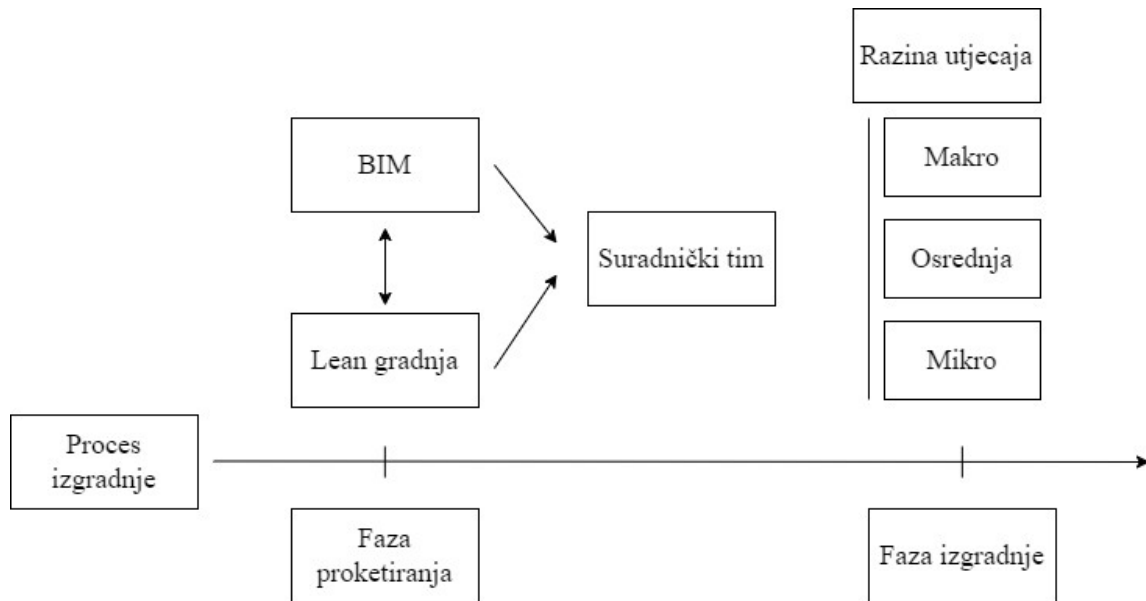 Razina utjecaja
BIM
Makro
Suradnički tim
Osrednja
Lean gradnja
Mikro
Proces
izgradnje
Faza
proketiranja
Faza izgradnje